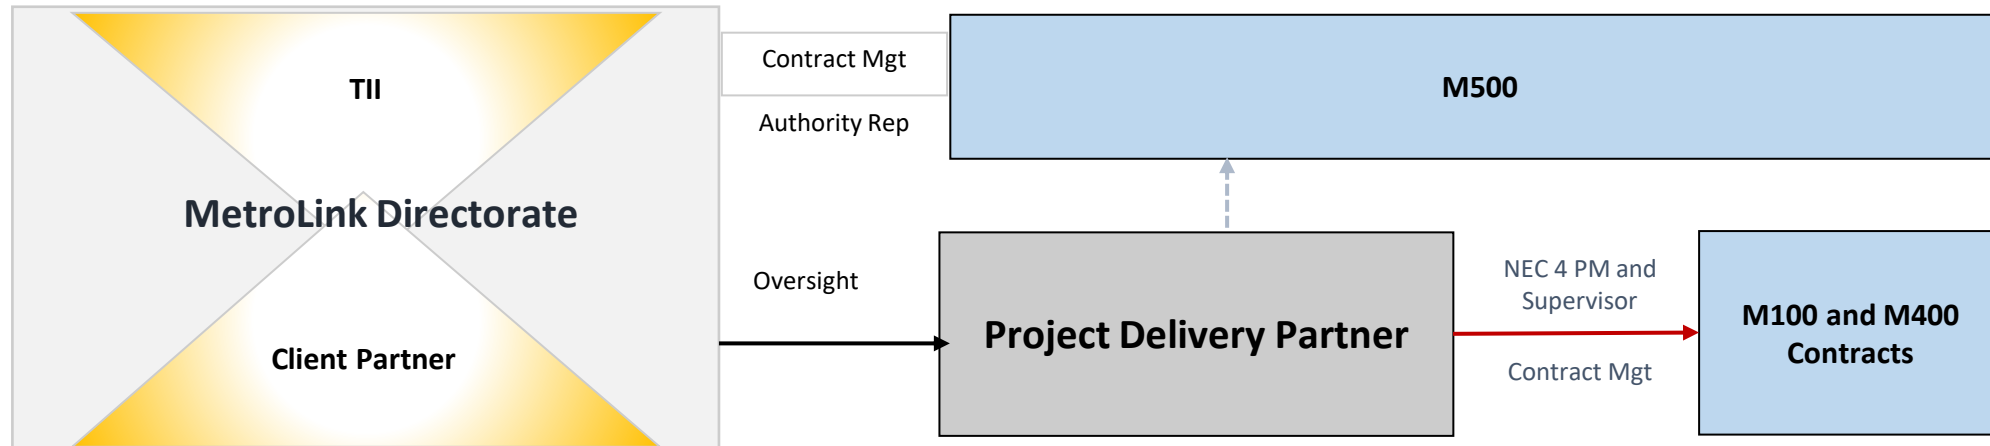 TII
MetroLink Directorate
Client Partner
Contract Mgt
Authority Rep
M500
Oversight
Project Delivery Partner
NEC 4 PM and
Supervisor
Contract Mgt
M100 and M400
Contracts